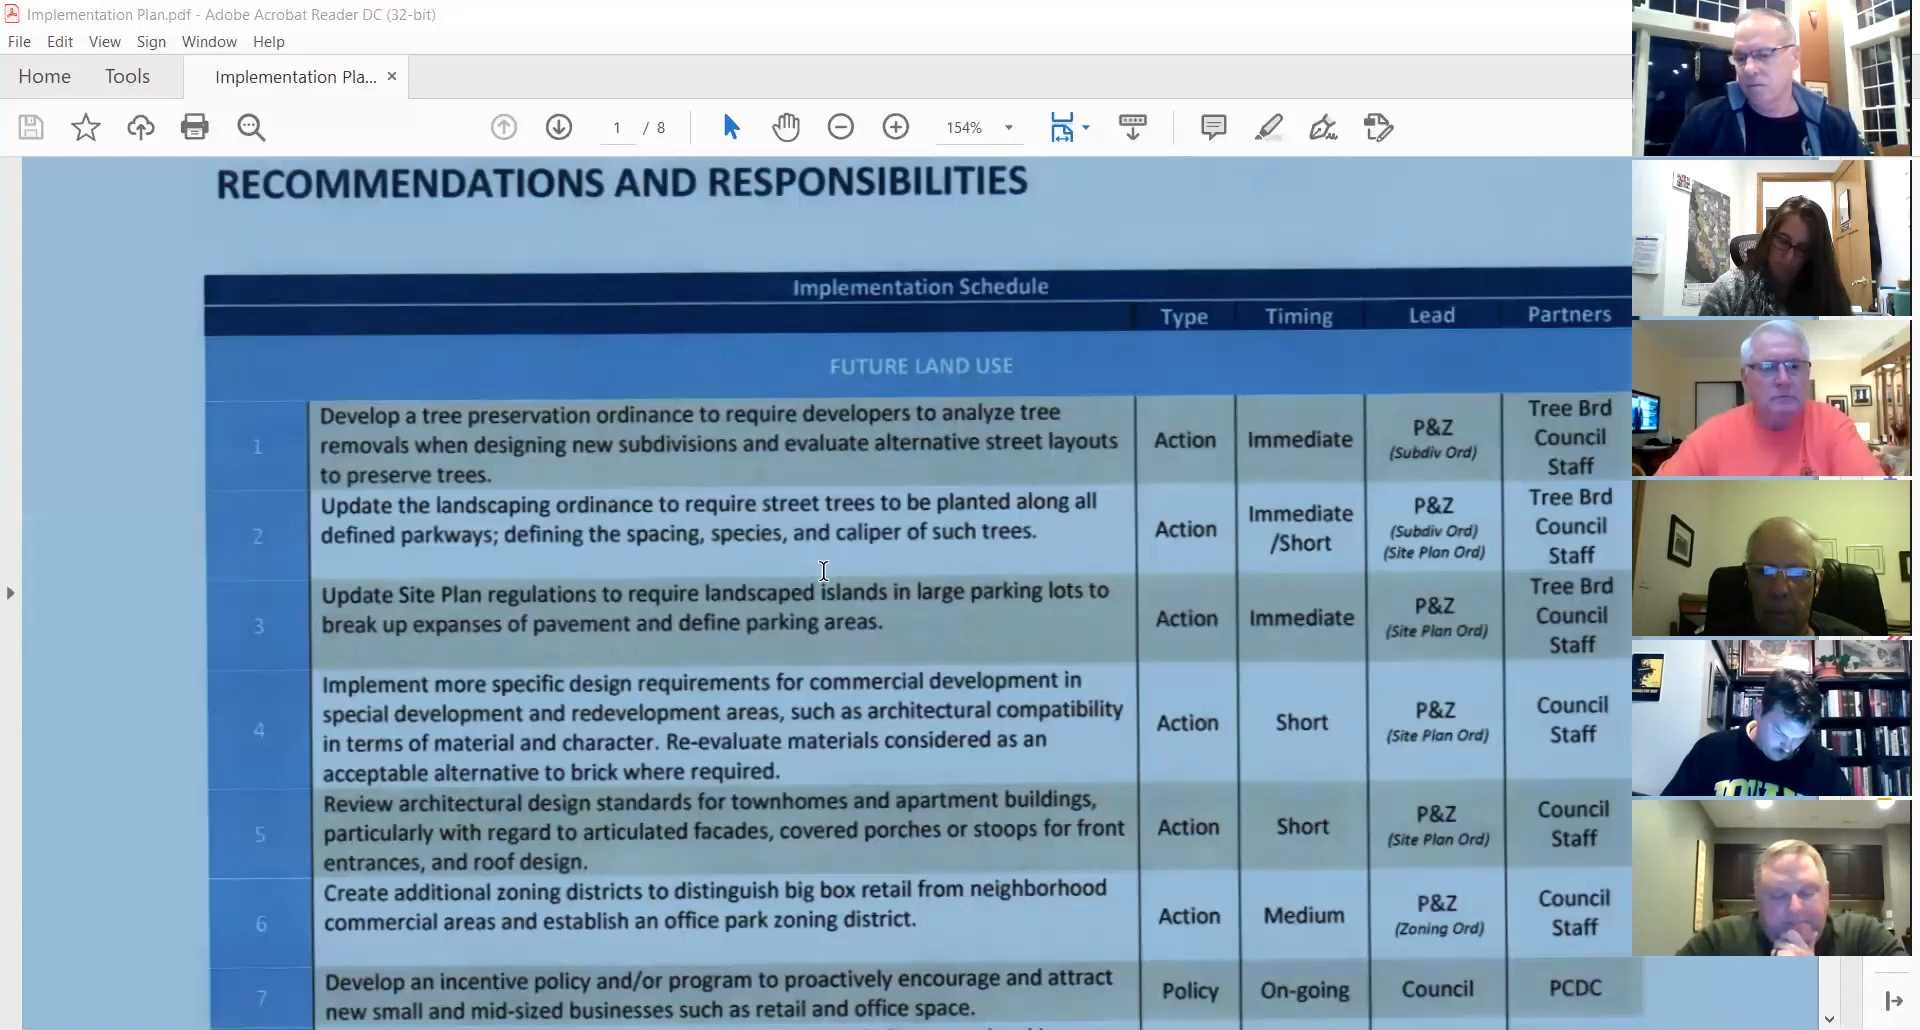 Implementation Plan.pdf - Adobe Acrobat Reader DC (32-bit)
File Edit View Sign Window Help
Home Tools Implementation Pla... ×
1 / 8 154%
RECOMMENDATIONS AND RESPONSIBILITIES
Implementation Schedule
Type Timing Lead Partners
FUTURE LAND USE
1
Develop a tree preservation ordinance to require developers to analyze tree
removals when designing new subdivisions and evaluate alternative street layouts
to preserve trees.
Action
Immediate
P&Z
(Subdiv Ord)
Tree Brd
Council
Staff
2
Update the landscaping ordinance to require street trees to be planted along all
defined parkways; defining the spacing, species, and caliper of such trees.
Action
Immediate
/Short
P&Z
(Subdiv Ord)
(Site Plan Ord)
Tree Brd
Council
Staff
3
Update Site Plan regulations to require landscaped islands in large parking lots to
break up expanses of pavement and define parking areas.
Action
Immediate
P&Z
(Site Plan Ord)
Tree Brd
Council
Staff
4
Implement more specific design requirements for commercial development in
special development and redevelopment areas, such as architectural compatibility
in terms of material and character. Re-evaluate materials considered as an
acceptable alternative to brick where required.
Action
Short
P&Z
(Site Plan Ord)
Council
Staff
5
Review architectural design standards for townhomes and apartment buildings,
particularly with regard to articulated facades, covered porches or stoops for front
entrances, and roof design.
Action
Short
P&Z
(Site Plan Ord)
Council
Staff
6
Create additional zoning districts to distinguish big box retail from neighborhood
commercial areas and establish an office park zoning district.
Action
Medium
P&Z
(Zoning Ord)
Council
Staff
7
Develop an incentive policy and/or program to proactively encourage and attract
new small and mid-sized businesses such as retail and office space.
Policy
On-going
Council
PCDC